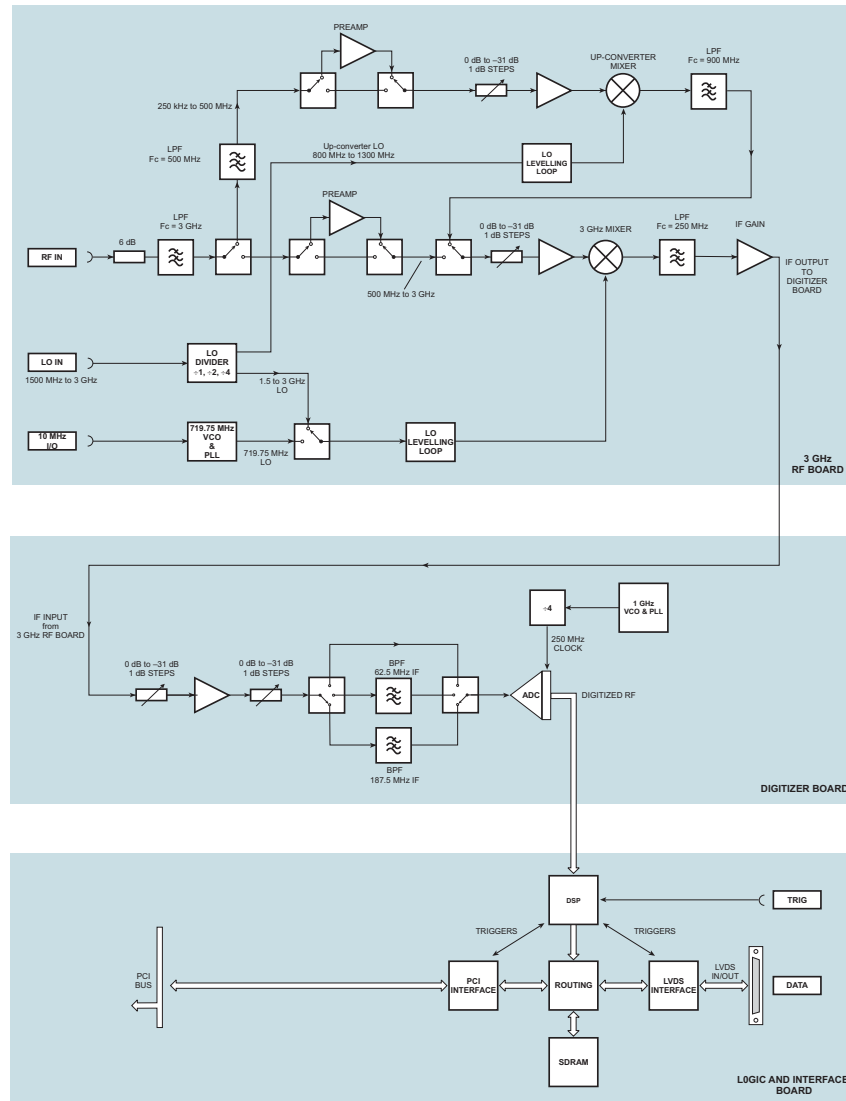 PREAMP
0 dB to –31 dB
1 dB STEPS
UP-CONVERTER
MIXER
LPF
Fc = 900 MHz
250 kHz to 500 MHz
LPF
Fc = 500 MHz
Up-converter LO
800 MHz to 1300 MHz
LO
LEVELLING
LOOP
PREAMP
LPF
Fc = 3 GHz
6 dB
RF IN
0 dB to –31 dB
1 dB STEPS
3 GHz MIXER
LPF
Fc = 250 MHz
IF GAIN
500 MHz to 3 GHz
IF OUTPUT
TO
DIGITIZER
BOARD
LO IN
1500 MHz to 3 GHz
LO
DIVIDER
÷1, ÷2, ÷4
1.5 to 3 GHz
LO
10 MHz
I/O
719.75 MHz
VCO
&
PLL
719.75 MHz
LO
LO
LEVELLING
LOOP
3 GHz
RF BOARD
IF INPUT
from
3 GHz RF BOARD
÷4
1 GHz
VCO & PLL
250 MHz
CLOCK
0 dB to –31 dB
1 dB STEPS
0 dB to –31 dB
1 dB STEPS
BPF
62.5 MHz IF
ADC
DIGITIZED RF
BPF
187.5 MHz IF
DIGITIZER BOARD
DSP
TRIG
TRIGGERS
TRIGGERS
PCI
BUS
PCI
INTERFACE
ROUTING
LVDS
INTERFACE
LVDS
IN/OUT
DATA
SDRAM
L0GIC AND INTERFACE
BOARD